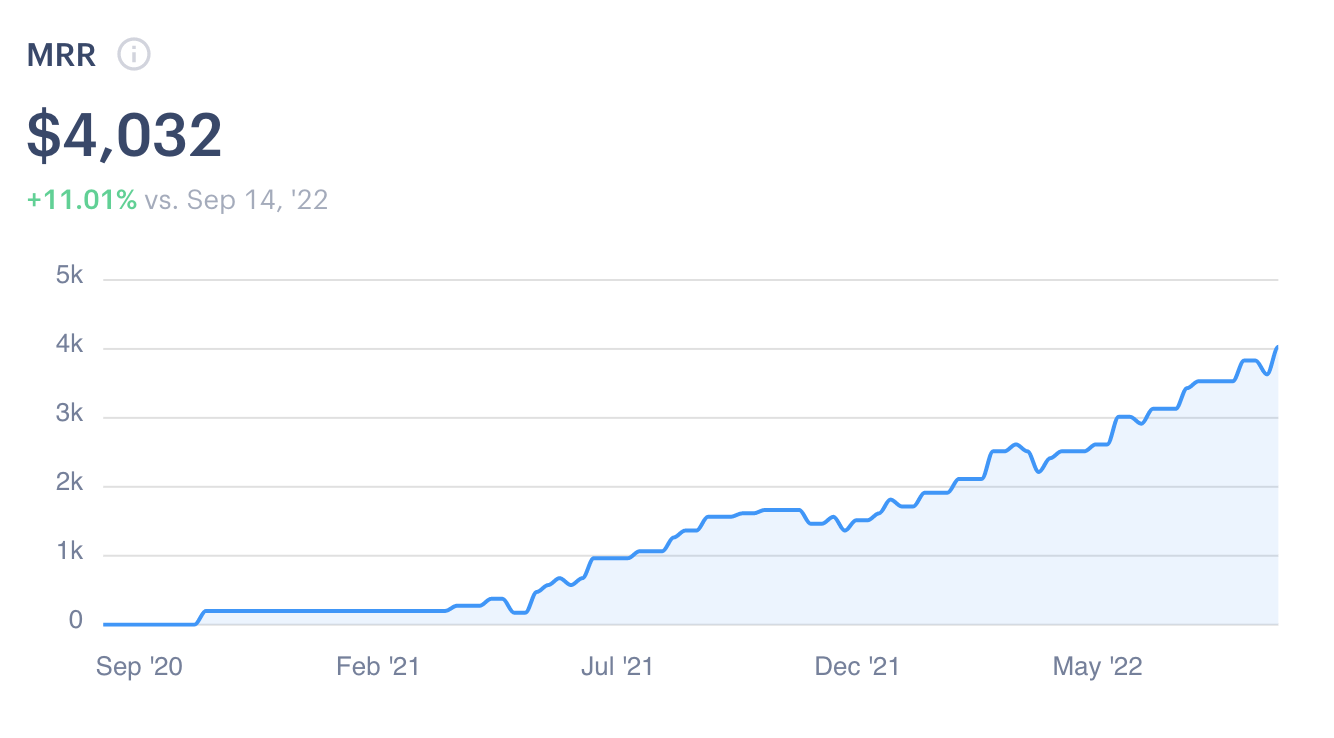 MRR
$4,032
+11.01% vs. Sep 14, '22
5k
4k
3k
2k
1k
0
Sep '20 Feb '21 Jul '21 Dec '21 May '22